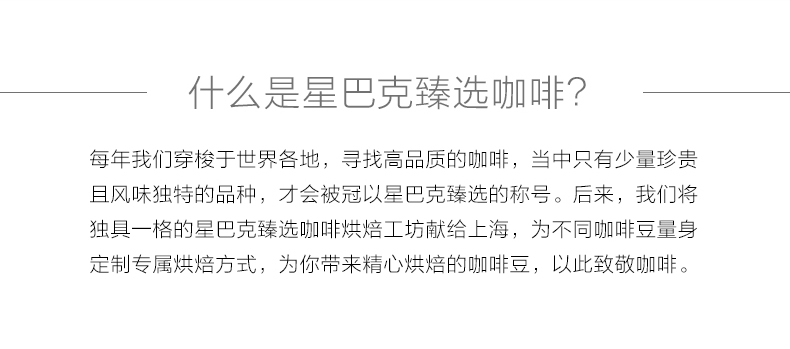 什么是星巴克臻选咖啡?
每年我们穿梭于世界各地，寻找高品质的咖啡，当中只有少量珍贵
且风味独特的品种，才会被冠以星巴克臻选的称号。后来，我们将
独具一格的星巴克臻选咖啡烘焙工坊献给上海，为不同咖啡豆量身
定制专属烘焙方式，为你带来精心烘焙的咖啡豆，以此致敬咖啡。